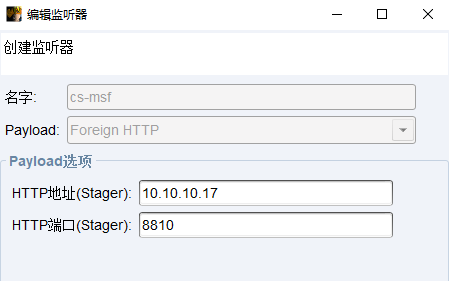 编辑监听器
创建监听器
名字: cs-msf
Payload: Foreign HTTP
Payload选项
HTTP地址(Stager): 10.10.10.17
HTTP端口(Stager): 8810